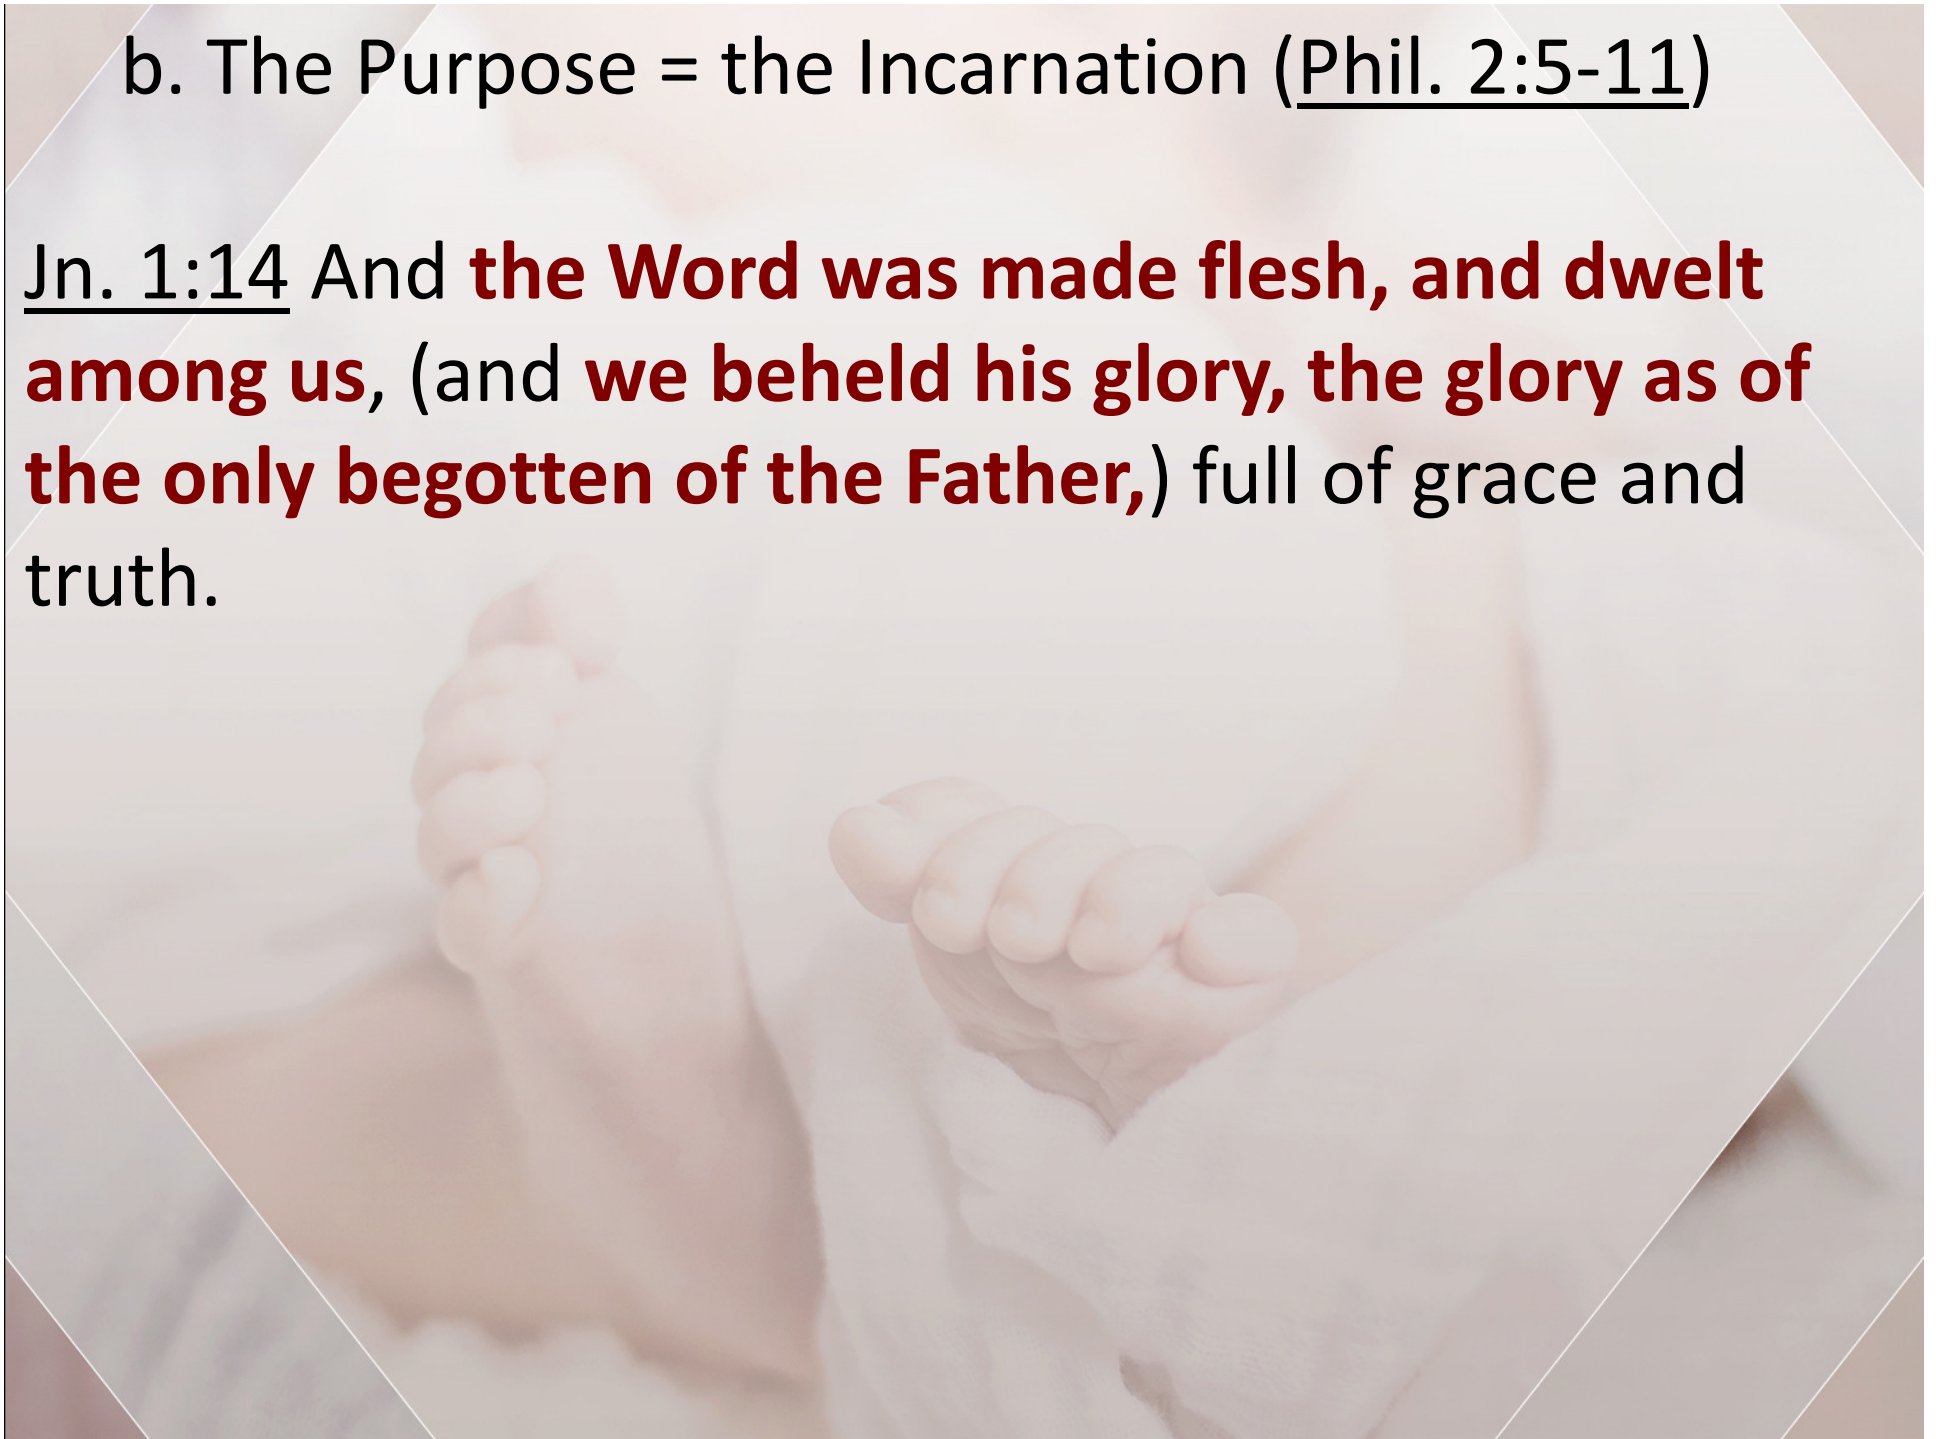 b. The Purpose = the Incarnation (Phil. 2:5-11)
Jn. 1:14 And the Word was made flesh, and dwelt
among us, (and we beheld his glory, the glory as of
the only begotten of the Father,) full of grace and
truth.